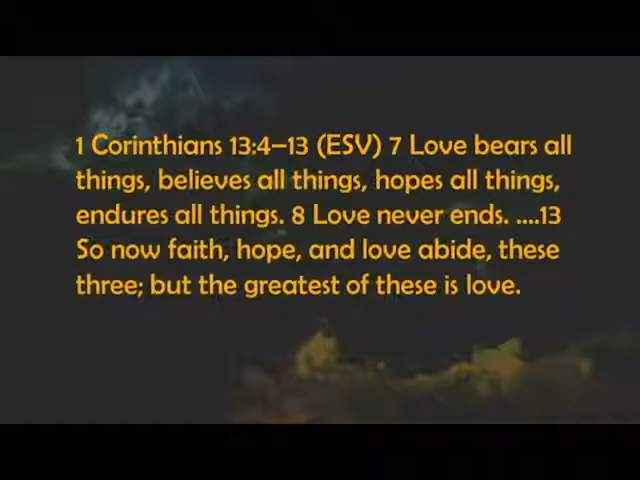 1 Corinthians 13:4–13 (ESV) 7 Love bears all
things, believes all things, hopes all things,
endures all things. 8 Love never ends. ....13
So now faith, hope, and love abide, these
three; but the greatest of these is love.